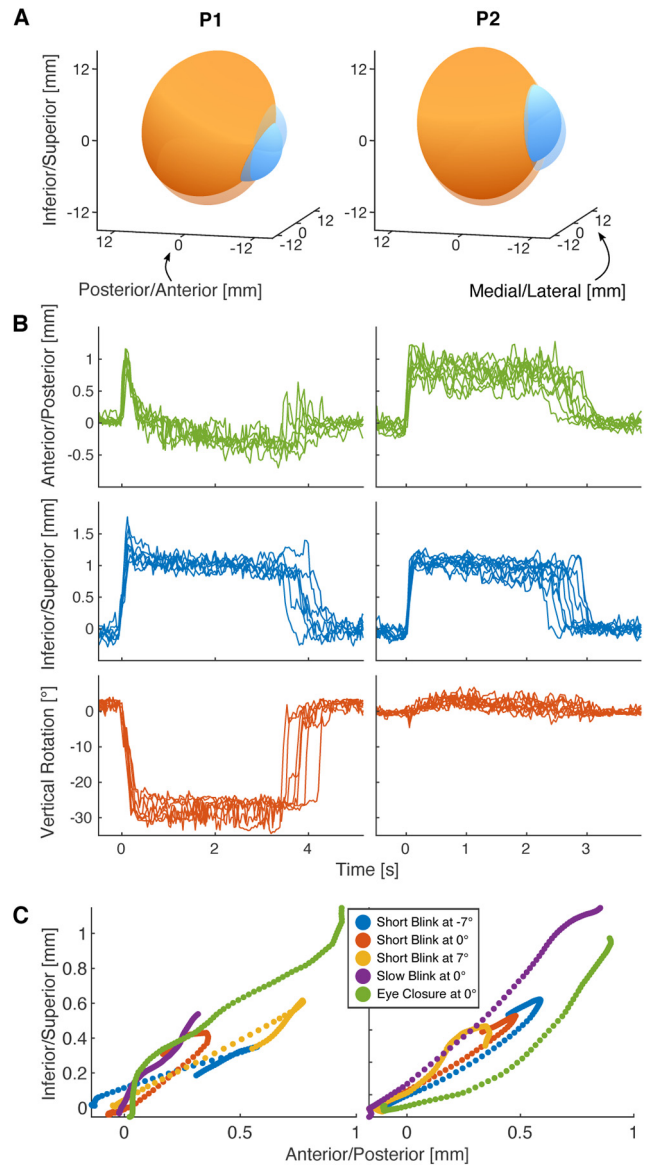 A
P1
P2
Inferior/Superior [mm]
12
0
-12
12
0
-12
12
0
-12
-12
0
12
12
0
-12
-12
0
12
Posterior/Anterior [mm]
Medial/Lateral [mm]
B
Anterior/Posterior [mm]
1
0.5
0
-0.5
Inferior/Superior [mm]
1.5
1
0.5
0
Vertical Rotation [°]
0
-10
-20
-30
0
2
4
0
1
2
3
Time [s]
C
Inferior/Superior [mm]
1
0.8
0.6
0.4
0.2
0
Short Blink at -7°
Short Blink at 0°
Short Blink at 7°
Slow Blink at 0°
Eye Closure at 0°
0
0.5
1
0
0.5
1
Anterior/Posterior [mm]